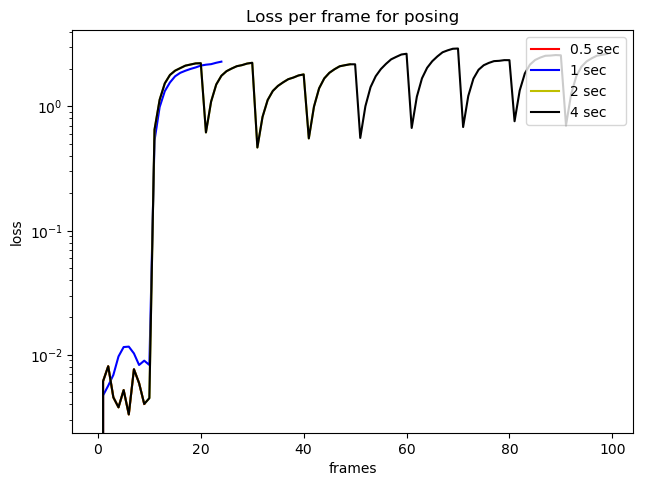 Loss per frame for posing
0.5 sec
1 sec
2 sec
4 sec
10⁰
10⁻¹
10⁻²
loss
0 20 40 60 80 100
frames